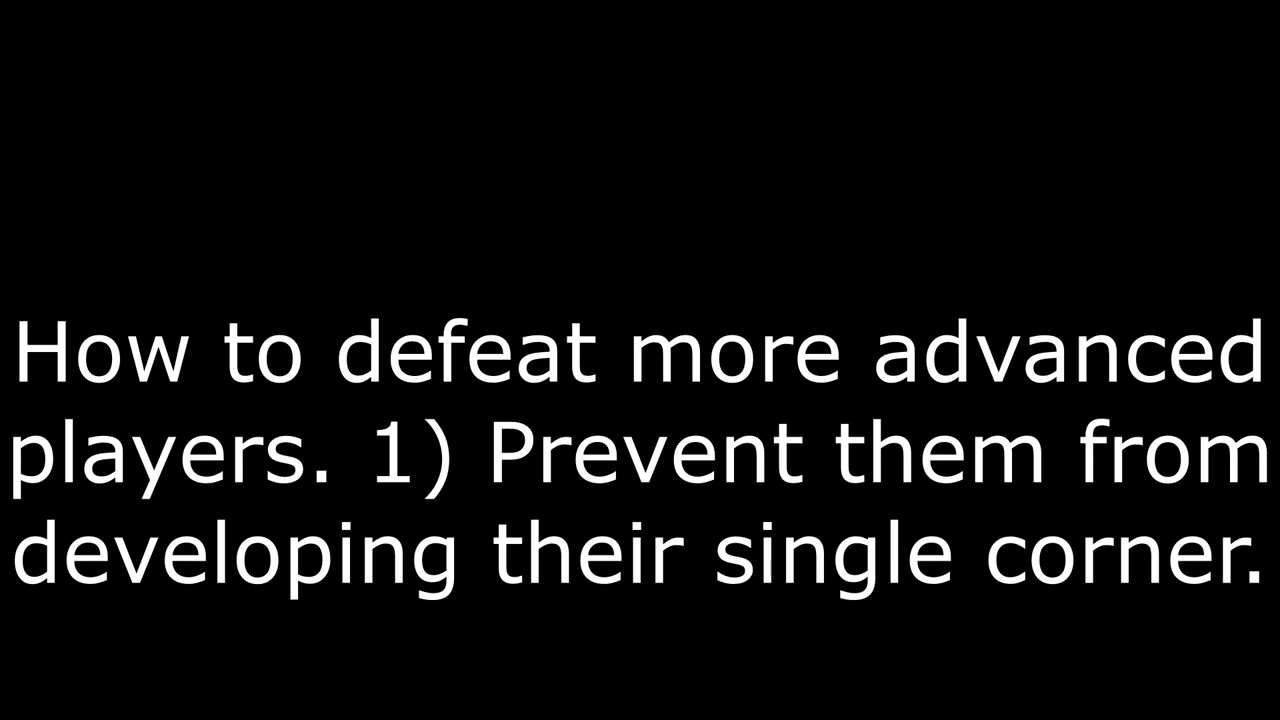 How to defeat more advanced
players. 1) Prevent them from
developing their single corner.